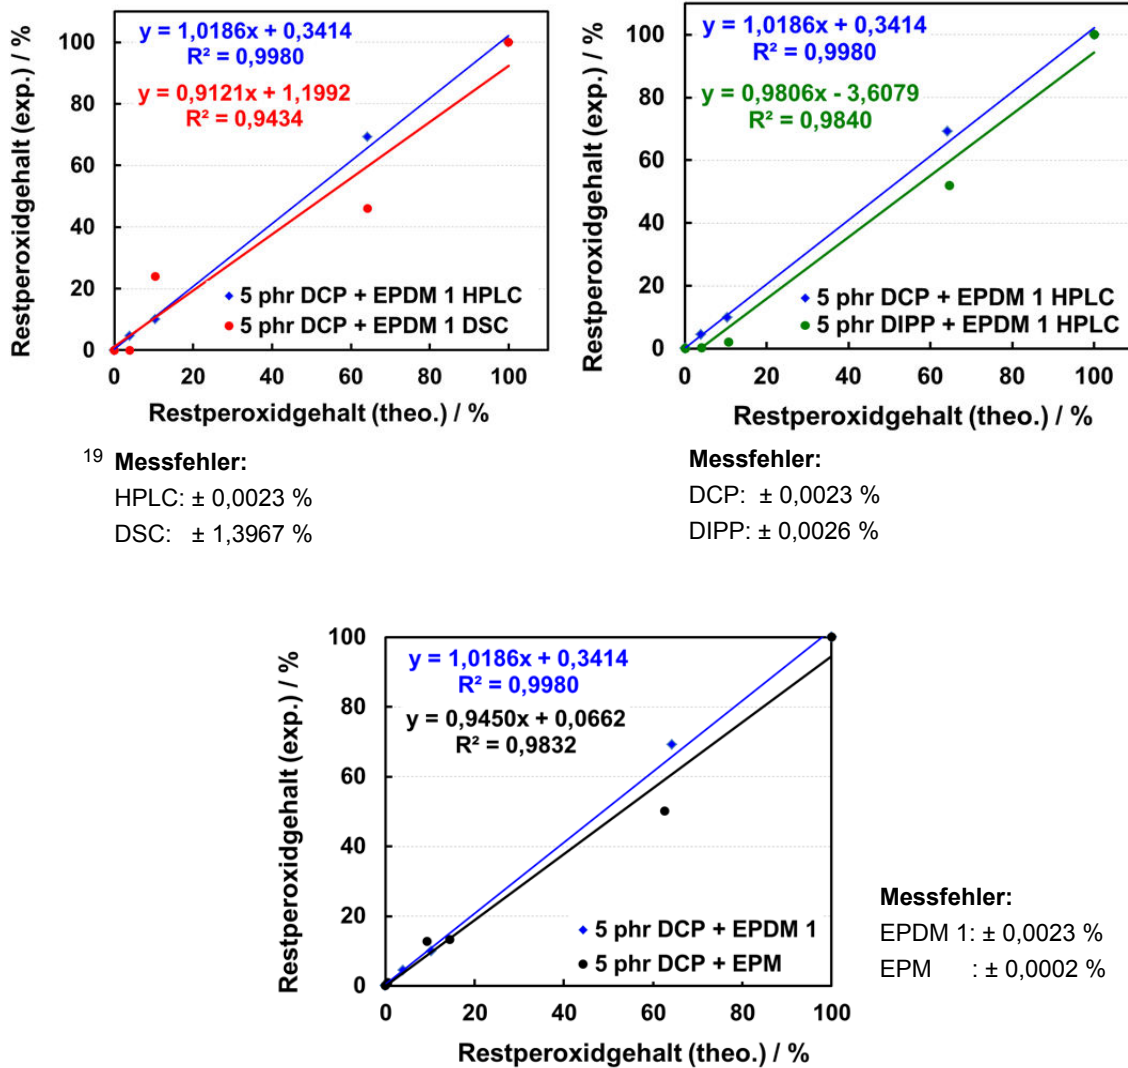 Restperoxidgehalt (exp.) / %
100
80
60
40
20
0
y = 1,0186x + 0,3414
R² = 0,9980
y = 0,9121x + 1,1992
R² = 0,9434
5 phr DCP + EPDM 1 HPLC
5 phr DCP + EPDM 1 DSC
0 20 40 60 80 100
Restperoxidgehalt (theo.) / %
Restperoxidgehalt (exp.) / %
100
80
60
40
20
0
y = 1,0186x + 0,3414
R² = 0,9980
y = 0,9806x - 3,6079
R² = 0,9840
5 phr DCP + EPDM 1 HPLC
5 phr DIPP + EPDM 1 HPLC
0 20 40 60 80 100
Restperoxidgehalt (theo.) / %
19 Messfehler:
HPLC: ± 0,0023 %
DSC: ± 1,3967 %
Messfehler:
DCP: ± 0,0023 %
DIPP: ± 0,0026 %
Restperoxidgehalt (exp.) / %
100
80
60
40
20
0
y = 1,0186x + 0,3414
R² = 0,9980
y = 0,9450x + 0,0662
R² = 0,9832
5 phr DCP + EPDM 1
5 phr DCP + EPM
0 20 40 60 80 100
Restperoxidgehalt (theo.) / %
Messfehler:
EPDM 1: ± 0,0023 %
EPM : ± 0,0002 %